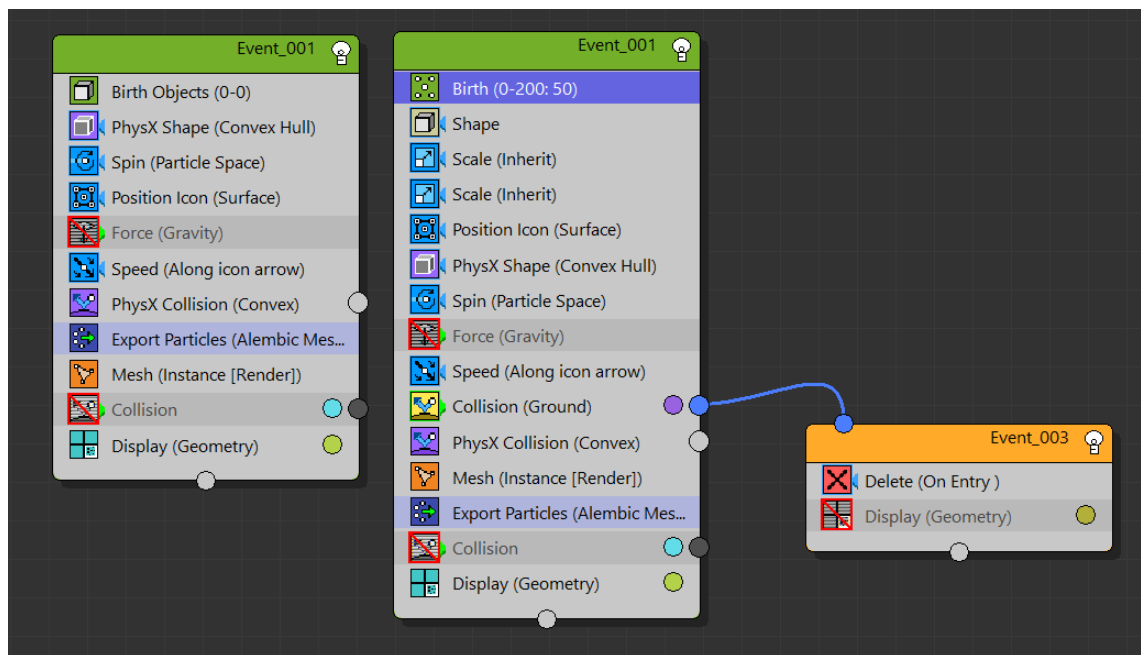 Event_001
Birth Objects (0-0)
PhysX Shape (Convex Hull)
Spin (Particle Space)
Position Icon (Surface)
Force (Gravity)
Speed (Along icon arrow)
PhysX Collision (Convex)
Export Particles (Alembic Mes...
Mesh (Instance [Render])
Collision
Display (Geometry)
Event_001
Birth (0-200: 50)
Shape
Scale (Inherit)
Scale (Inherit)
Position Icon (Surface)
PhysX Shape (Convex Hull)
Spin (Particle Space)
Force (Gravity)
Speed (Along icon arrow)
Collision (Ground)
PhysX Collision (Convex)
Mesh (Instance [Render])
Export Particles (Alembic Mes...
Collision
Display (Geometry)
Event_003
Delete (On Entry )
Display (Geometry)